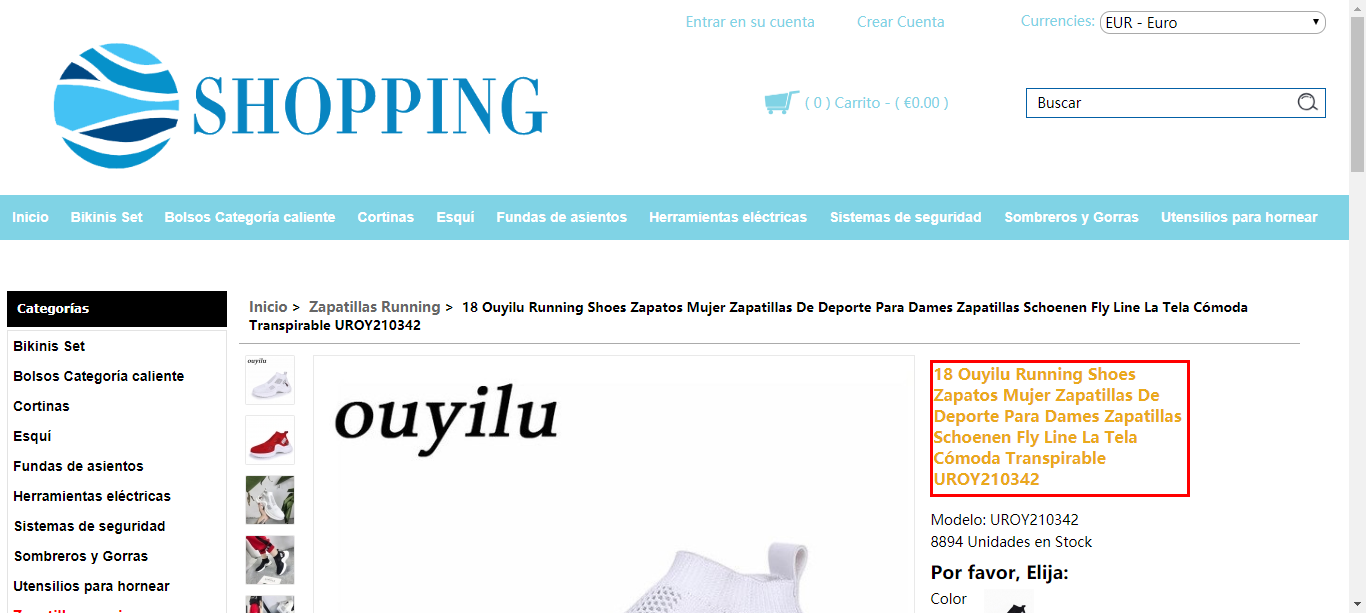 Entrar en su cuenta
Crear Cuenta
Currencies:
EUR - Euro
SHOPPING
( 0 ) Carrito - ( €0.00 )
Buscar
Inicio
Bikinis Set
Bolsos Categoría caliente
Cortinas
Esquí
Fundas de asientos
Herramientas eléctricas
Sistemas de seguridad
Sombreros y Gorras
Utensilios para hornear
Categorías
Bikinis Set
Bolsos Categoría caliente
Cortinas
Esquí
Fundas de asientos
Herramientas eléctricas
Sistemas de seguridad
Sombreros y Gorras
Utensilios para hornear
Inicio > Zapatillas Running > 18 Ouyilu Running Shoes Zapatos Mujer Zapatillas De Deporte Para Dames Zapatillas Schoenen Fly Line La Tela Cómoda
Transpirable UROY210342
ouyilu
ouyilu
18 Ouyilu Running Shoes
Zapatos Mujer Zapatillas De
Deporte Para Dames Zapatillas
Schoenen Fly Line La Tela
Cómoda Transpirable
UROY210342
Modelo: UROY210342
8894 Unidades en Stock
Por favor, Elija:
Color